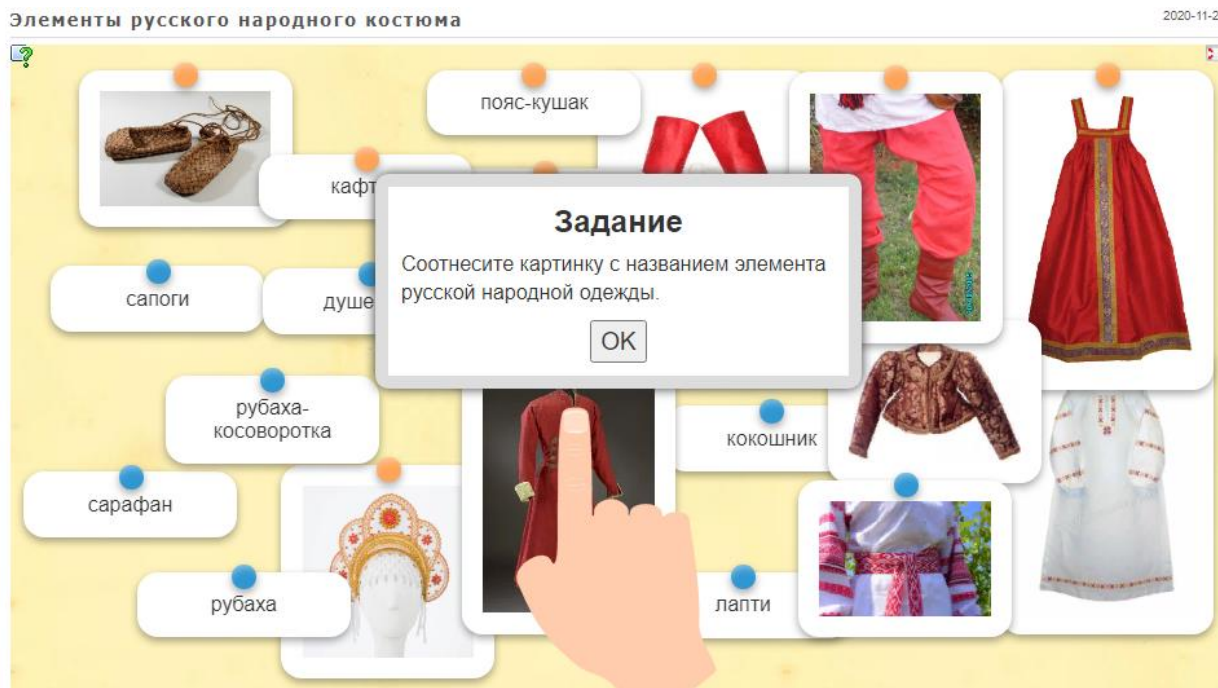 Элементы русского народного костюма
2020-11-2
пояс-кушак
кафт
Задание
Соотнесите картинку с названием элемента
русской народной одежды.
OK
сапоги
душе
рубаха-
косоворотка
кокошник
сарафан
рубаха
лапти